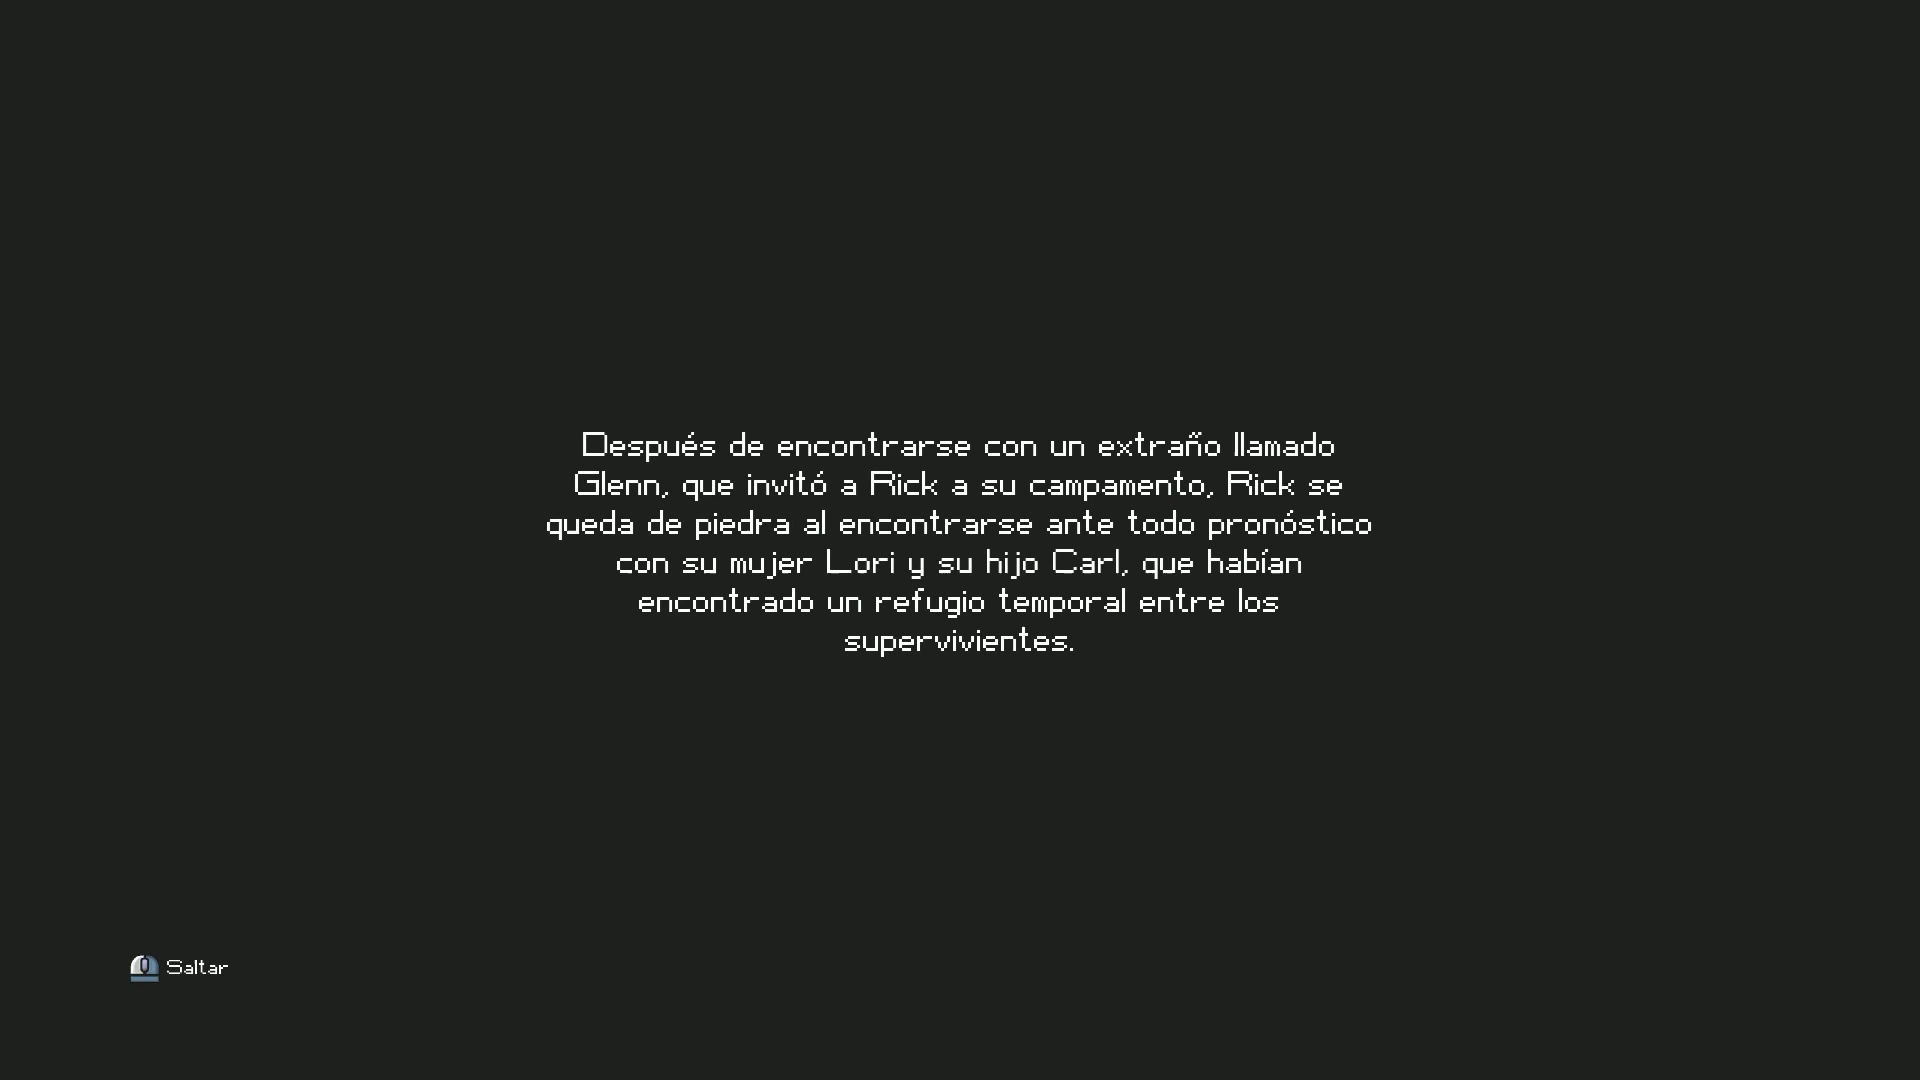 Después de encontrarse con un extraño llamado
Glenn, que invitó a Rick a su campamento, Rick se
queda de piedra al encontrarse ante todo pronóstico
con su mujer Lori y su hijo Carl, que habían
encontrado un refugio temporal entre los
supervivientes.
Saltar